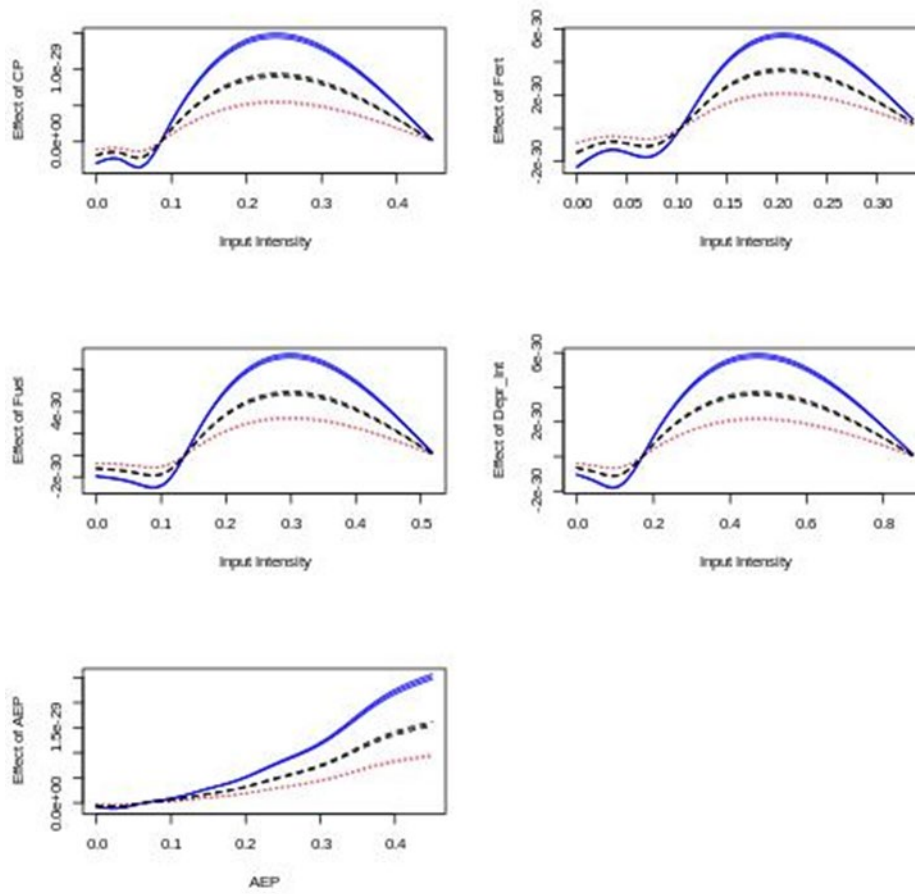 Effect of CP
0.0e+00 1.0e-29
0.0 0.1 0.2 0.3 0.4
Input Intensity
Effect of Fert
-2e-30 2e-30 6e-30
0.00 0.05 0.10 0.15 0.20 0.25 0.30
Input Intensity
Effect of Fuel
-2e-30 4e-30
0.0 0.1 0.2 0.3 0.4 0.5
Input Intensity
Effect of Depr_Int
-2e-30 2e-30 6e-30
0.0 0.2 0.4 0.6 0.8
Input Intensity
Effect of AEP
0.0e+00 1.5e-29
0.0 0.1 0.2 0.3 0.4
AEP